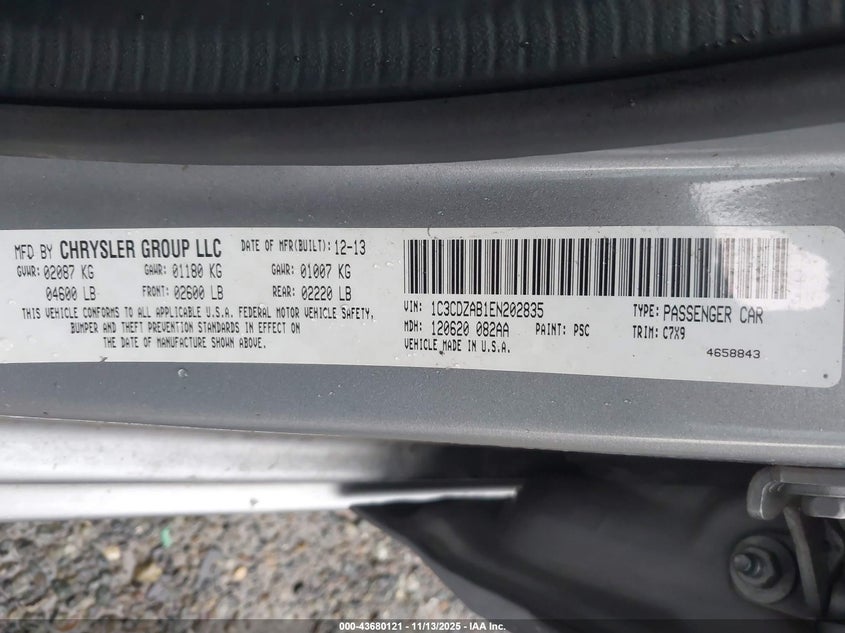 MFD BY CHRYSLER GROUP LLC DATE OF MFR(BUILT): 12-13
GVWR: 02087 KG GAWR: 01180 KG GAWR: 01007 KG
04600 LB FRONT: 02600 LB REAR: 02220 LB
THIS VEHICLE CONFORMS TO ALL APPLICABLE U.S.A. FEDERAL MOTOR VEHICLE SAFETY,
BUMPER AND THEFT PREVENTION STANDARDS IN EFFECT ON
THE DATE OF MANUFACTURE SHOWN ABOVE.
VIN: 1C3CDZAB1EN202835 TYPE: PASSENGER CAR
MDH: 120620 082AA PAINT: PSC TRIM: C7X9
VEHICLE MADE IN U.S.A.
4658843
000-43680121 - 11/13/2025 - IAA Inc.